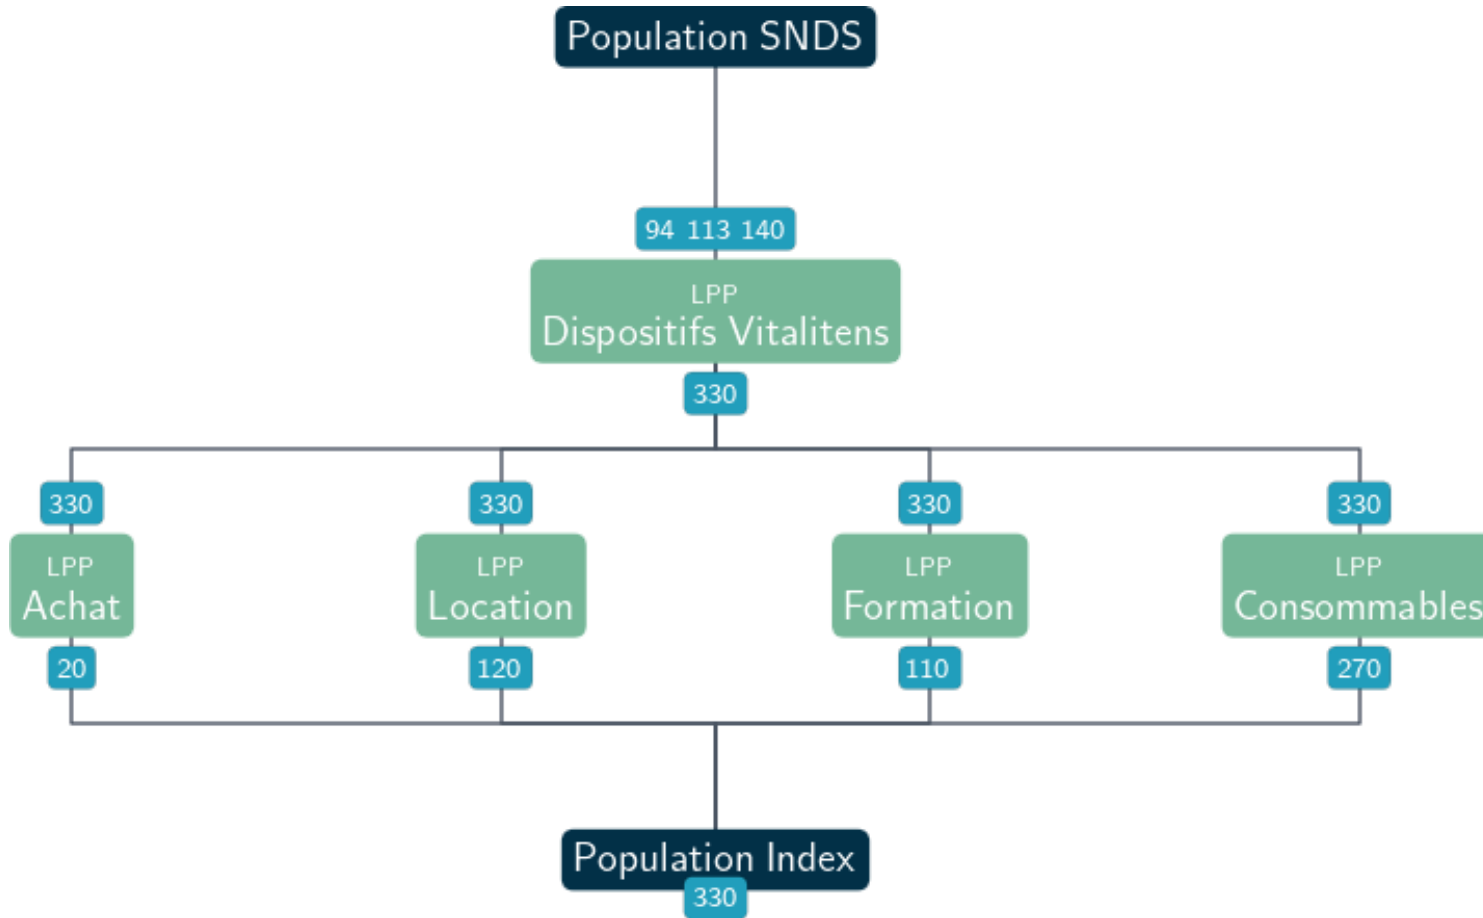 Population SNDS
94 113 140
LPP
Dispositifs Vitalitens
330
330
330
330
330
LPP
LPP
LPP
LPP
Achat
Location
Formation
Consommables
20
120
110
270
Population Index
330